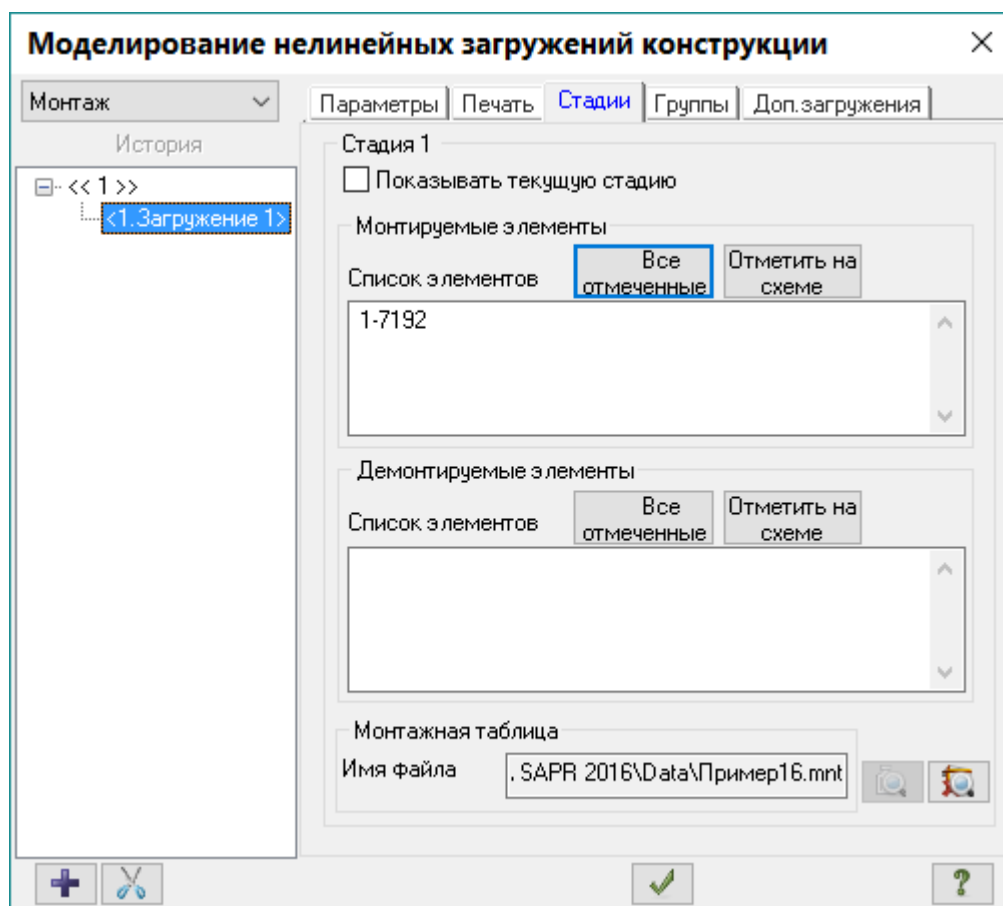 Моделирование нелинейных загружений конструкции
Монтаж
История
<< 1 >>
<1.Загружение 1>
Параметры Печать Стадии Группы Доп.загружения
Стадия 1
Показывать текущую стадию
Монтируемые элементы
Список элементов
Все отмеченные
Отметить на схеме
1-7192
Демонтируемые элементы
Список элементов
Все отмеченные
Отметить на схеме
Монтажная таблица
Имя файла
. SAPR 2016\Data\Пример16.mnt
?